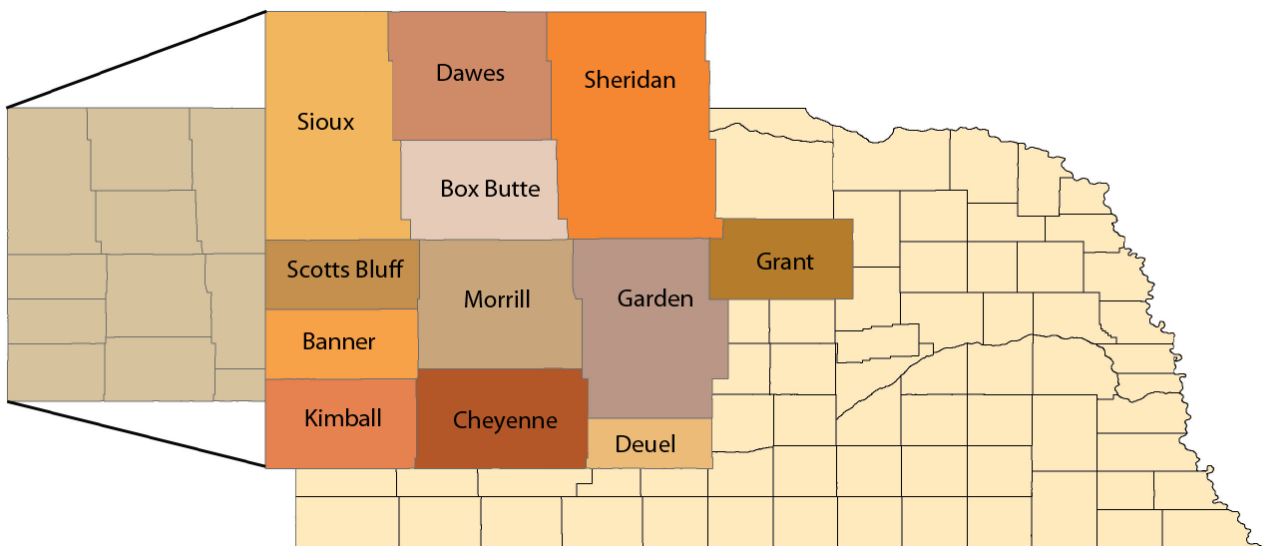 Dawes
Sheridan
Sioux
Box Butte
Grant
Scotts Bluff
Morrill
Garden
Banner
Kimball
Cheyenne
Deuel